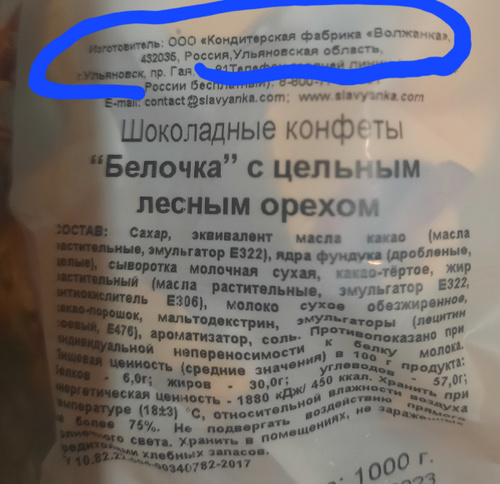 Изготовитель: ООО «Кондитерская фабрика «Волжанка»,
432035, Россия, Ульяновская область,
г.Ульяновск, пр. Гая
России бесплатный): 8-800-
E-mail: contact@slavyanka.com; www.slavyanka.com
Шоколадные конфеты
“Белочка” с цельным
лесным орехом
СОСТАВ: Сахар, эквивалент масла какао (масла
растительные, эмульгатор Е322), ядра фундука (дробленые,
целые), сыворотка молочная сухая, какао-тёртое, жир
растительный (масла растительные, эмульгатор Е322,
антиокислитель Е306), молоко сухое обезжиренное,
какао-порошок, мальтодекстрин, эмульгаторы (лецитин
соевый, Е476), ароматизатор, соль. Противопоказано при
индивидуальной непереносимости к белку молока.
Пищевая ценность (средние значения) в 100 г продукта:
белков - 6,0г; жиров - 30,0г; углеводов - 57,0г;
энергетическая ценность - 1880 кДж/ 450 ккал. Хранить при
температуре (18±3) °С, относительной влажности воздуха
не более 75%. Не подвергать воздействию прямого
солнечного света. Хранить в помещениях, не зараженных
вредителями хлебных запасов.
00340782-2017
: 1000 г.